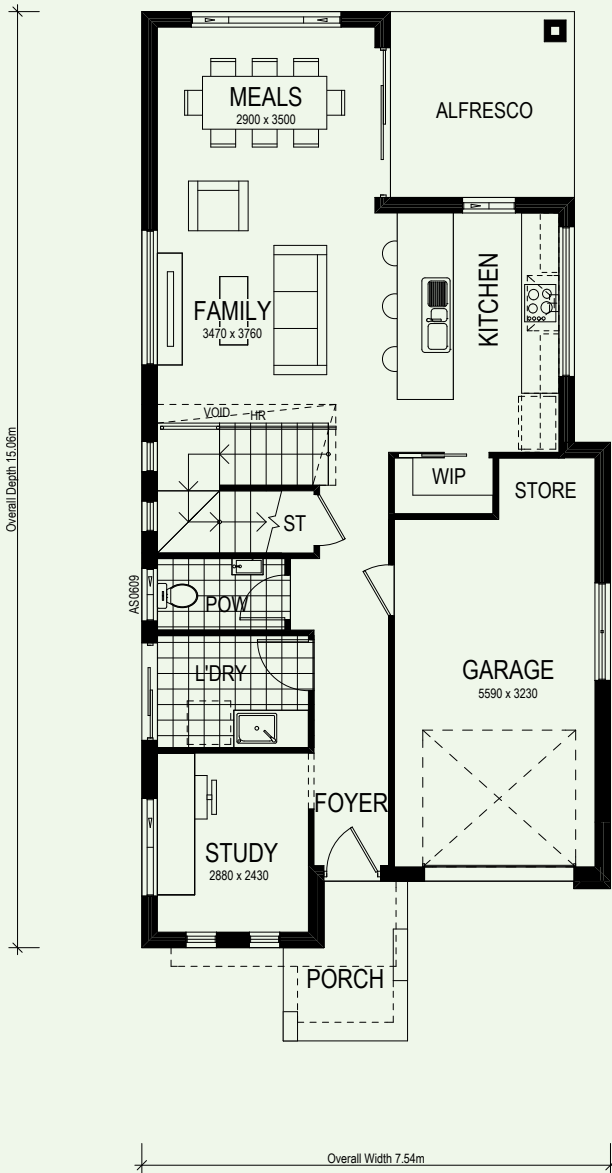 MEALS
2900 x 3500
ALFRESCO
KITCHEN
FAMILY
3470 x 3760
VOID HR
WIP
STORE
ST
Overall Depth 15.06m
AS0609
POW
L'DRY
GARAGE
5590 x 3230
FOYER
STUDY
2880 x 2430
PORCH
Overall Width 7.54m